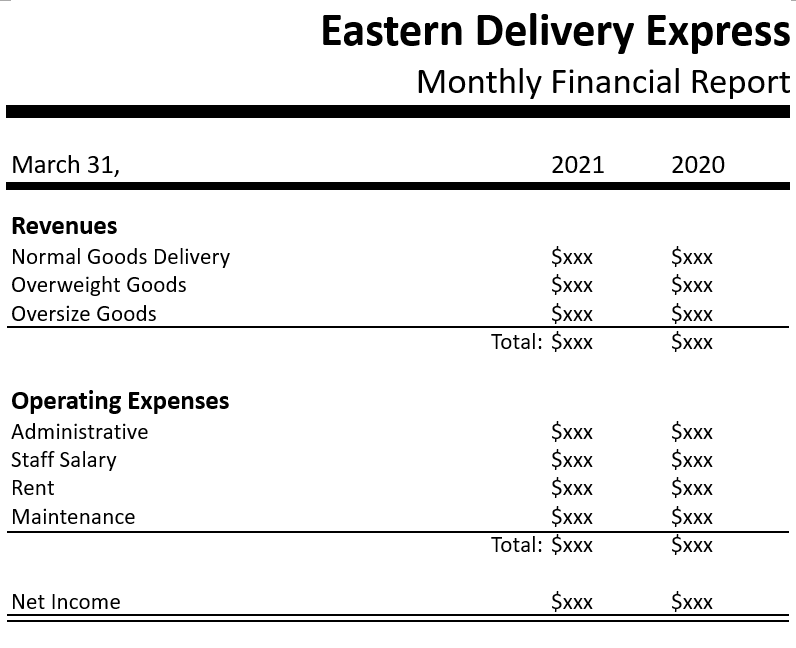 Eastern Delivery Express
Monthly Financial Report
March 31, 2021 2020
Revenues
Normal Goods Delivery $xxx $xxx
Overweight Goods $xxx $xxx
Oversize Goods $xxx $xxx
Total: $xxx $xxx
Operating Expenses
Administrative $xxx $xxx
Staff Salary $xxx $xxx
Rent $xxx $xxx
Maintenance $xxx $xxx
Total: $xxx $xxx
Net Income $xxx $xxx